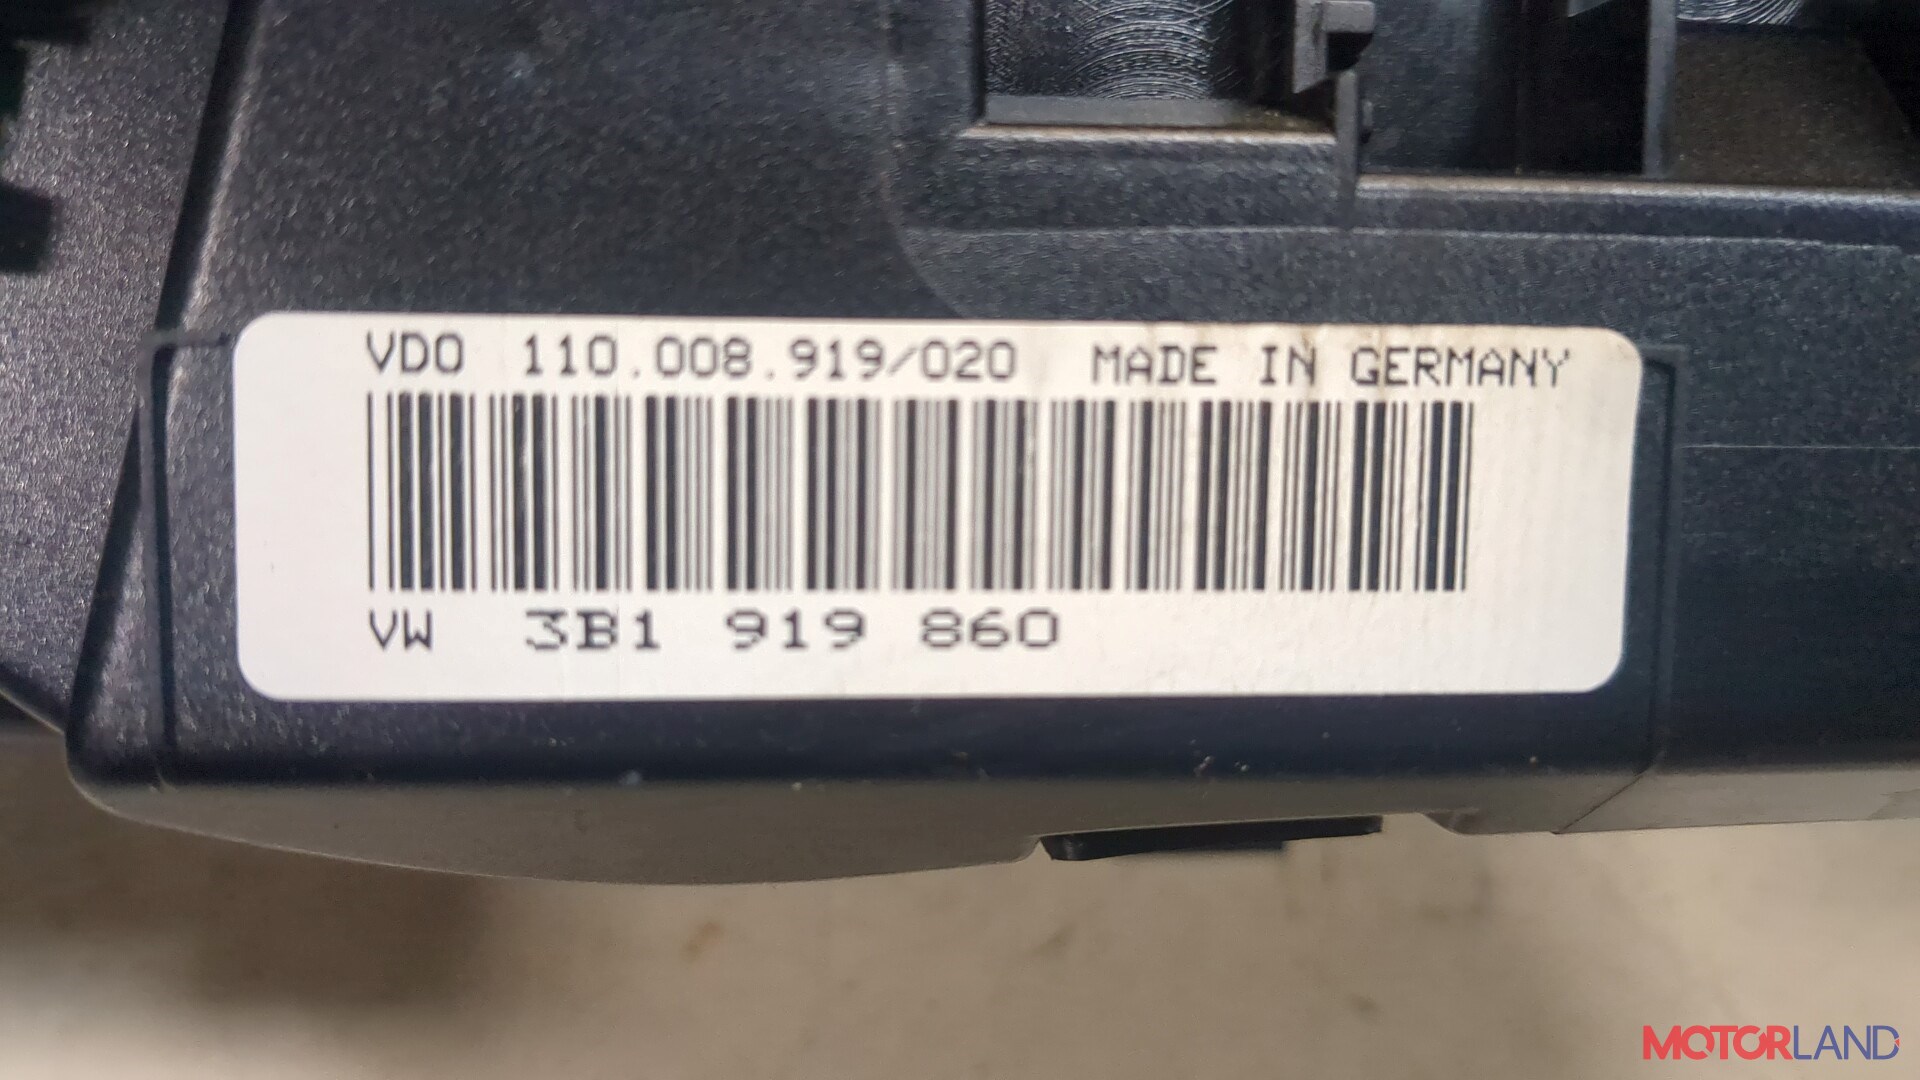 VDO 110.008.919/020 MADE IN GERMANY
VW 3B1 919 860
MOTORLAND